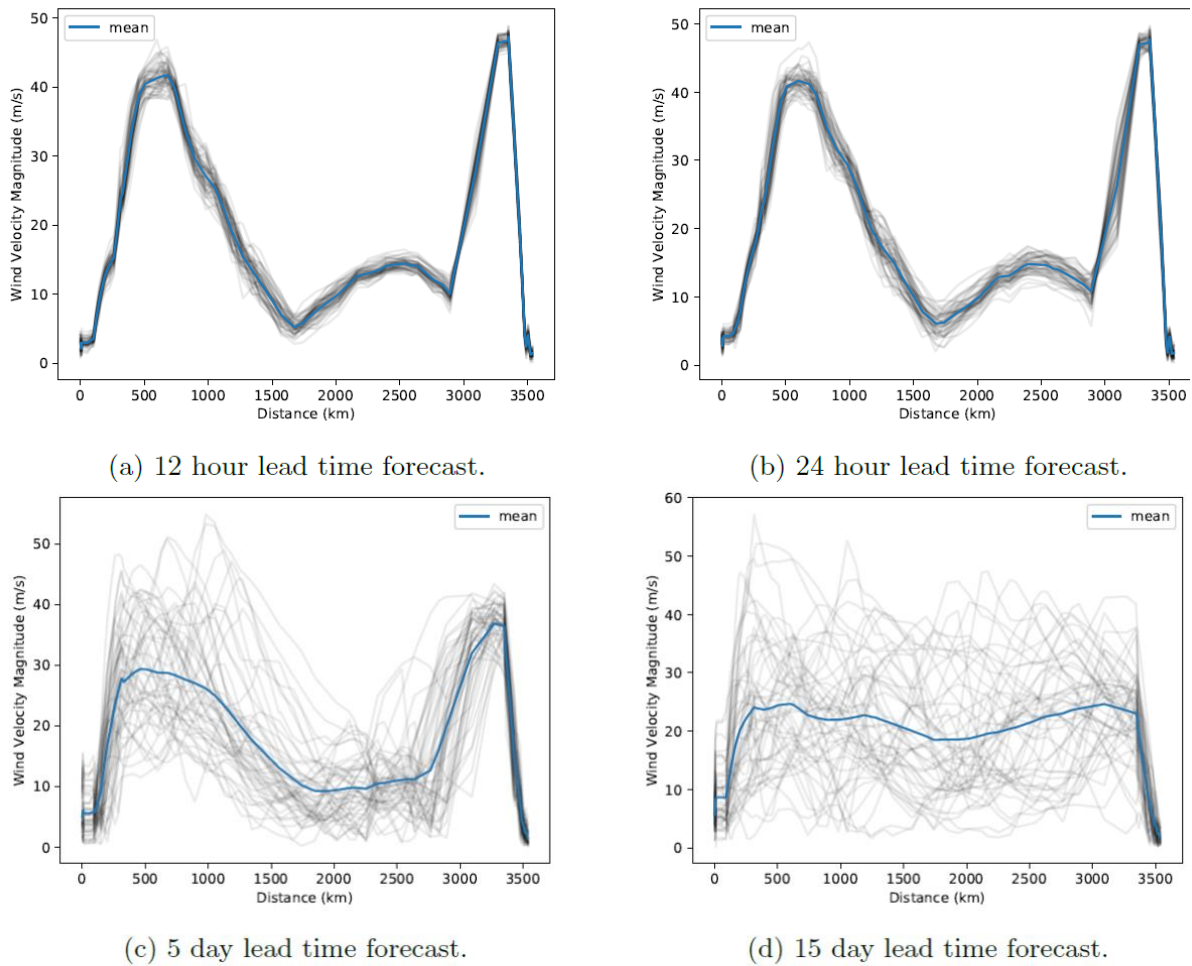 mean
50
40
30
20
10
0
Wind Velocity Magnitude (m/s)
0 500 1000 1500 2000 2500 3000 3500
Distance (km)
(a) 12 hour lead time forecast.
mean
50
40
30
20
10
0
Wind Velocity Magnitude (m/s)
0 500 1000 1500 2000 2500 3000 3500
Distance (km)
(b) 24 hour lead time forecast.
mean
50
40
30
20
10
0
Wind Velocity Magnitude (m/s)
0 500 1000 1500 2000 2500 3000 3500
Distance (km)
(c) 5 day lead time forecast.
mean
60
50
40
30
20
10
0
Wind Velocity Magnitude (m/s)
0 500 1000 1500 2000 2500 3000 3500
Distance (km)
(d) 15 day lead time forecast.